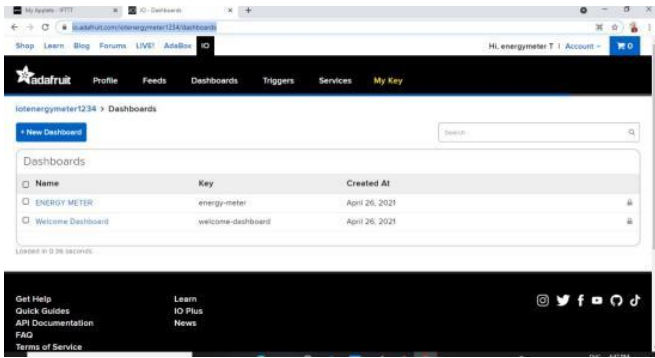 My Applets - IFTTT
IO - Dashboards
io.adafruit.com/iotenergymeter1234/dashboards
Shop Learn Blog Forums LIVE! AdaBox IO
Hi, energymeter T | Account
0
adafruit Profile Feeds Dashboards Triggers Services My Key
iotenergymeter1234 > Dashboards
+ New Dashboard
Search
Dashboards
Name Key Created At
ENERGY METER energy-meter April 26, 2021
Welcome Dashboard welcome-dashboard April 26, 2021
Loaded in 0.36 seconds.
Get Help Learn
Quick Guides IO Plus
API Documentation News
FAQ
Terms of Service